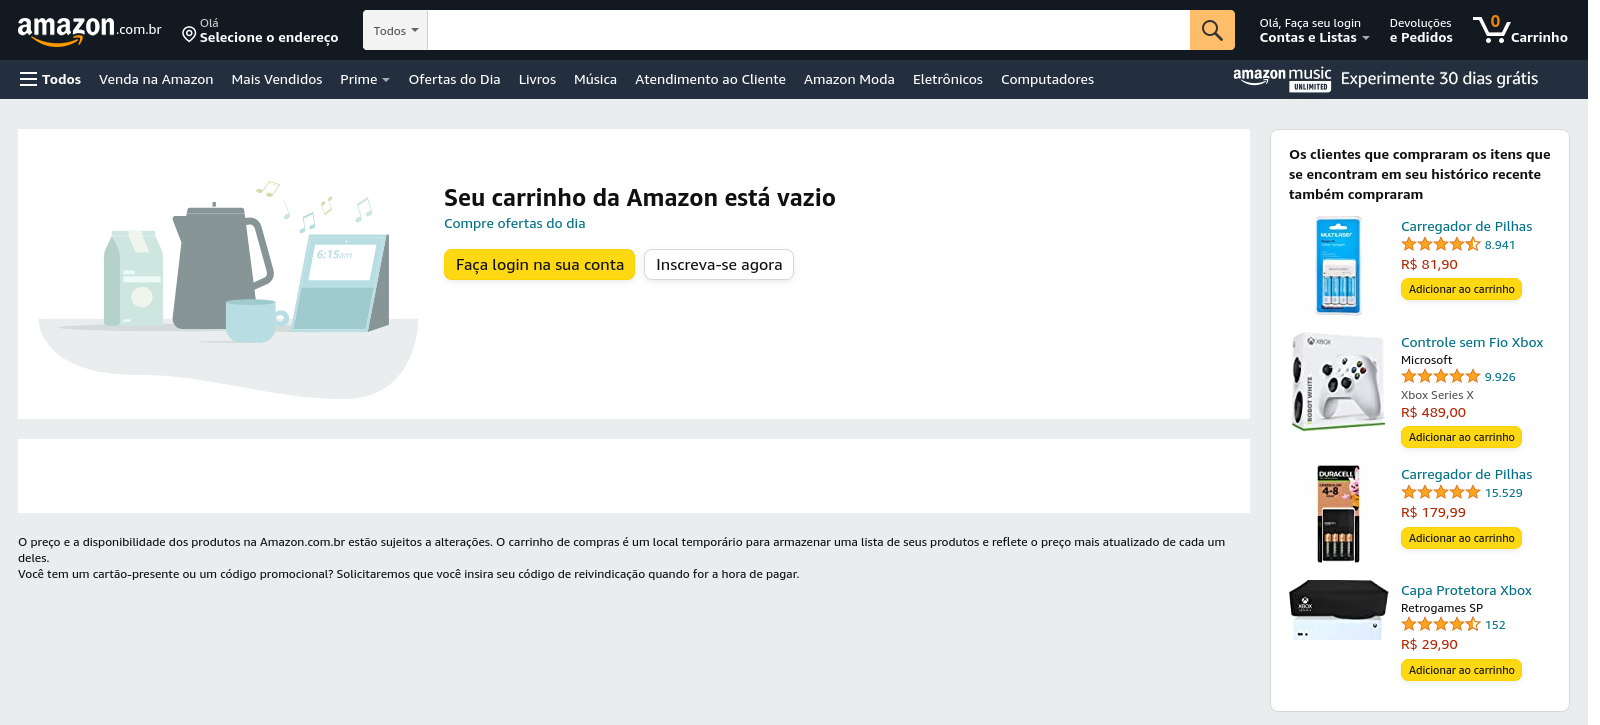 amazon.com.br
Olá
Selecione o endereço
Todos
Olá, Faça seu login
Contas e Listas
Devoluções
e Pedidos
0
Carrinho
Todos
Venda na Amazon
Mais Vendidos
Prime
Ofertas do Dia
Livros
Música
Atendimento ao Cliente
Amazon Moda
Eletrônicos
Computadores
amazon music
UNLIMITED
Experimente 30 dias grátis
6:15am
Seu carrinho da Amazon está vazio
Compre ofertas do dia
Faça login na sua conta
Inscreva-se agora
O preço e a disponibilidade dos produtos na Amazon.com.br estão sujeitos a alterações. O carrinho de compras é um local temporário para armazenar uma lista de seus produtos e reflete o preço mais atualizado de cada um
deles.
Você tem um cartão-presente ou um código promocional? Solicitaremos que você insira seu código de reivindicação quando for a hora de pagar.
Os clientes que compraram os itens que
se encontram em seu histórico recente
também compraram
MULTILASER
Carregador de Pilhas
8.941
R$ 81,90
Adicionar ao carrinho
XBOX
ROBOT WHITE
Controle sem Fio Xbox
Microsoft
9.926
Xbox Series X
R$ 489,00
Adicionar ao carrinho
DURACELL
4-8
Carregador de Pilhas
15.529
R$ 179,99
Adicionar ao carrinho
XBOX
Capa Protetora Xbox
Retrogames SP
152
R$ 29,90
Adicionar ao carrinho